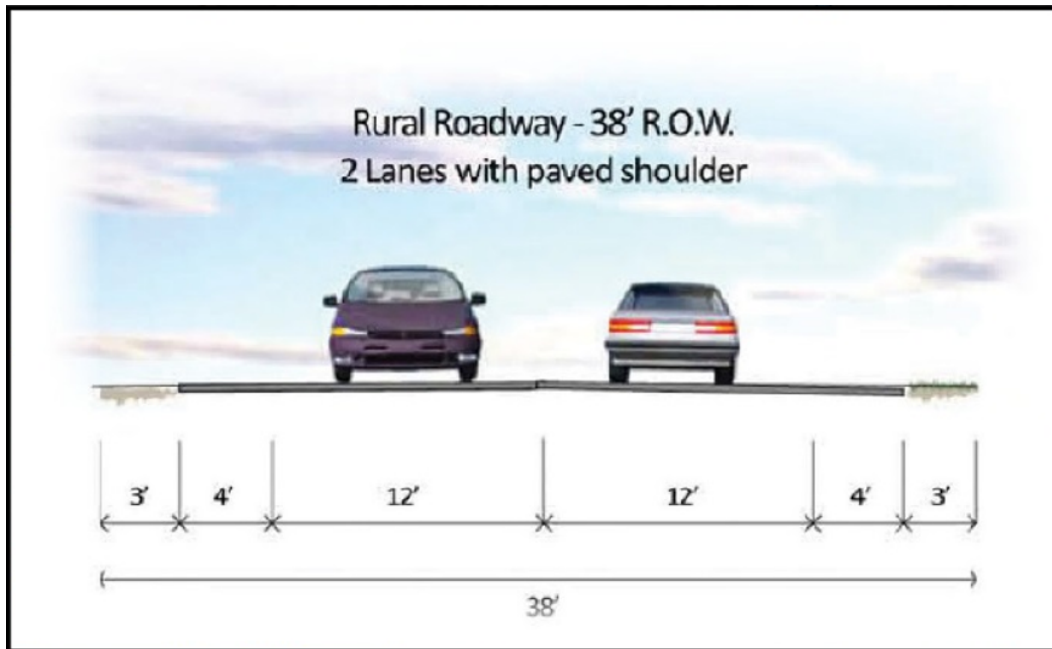 Rural Roadway - 38' R.O.W.
2 Lanes with paved shoulder
3' 4' 12' 12' 4' 3'
38'